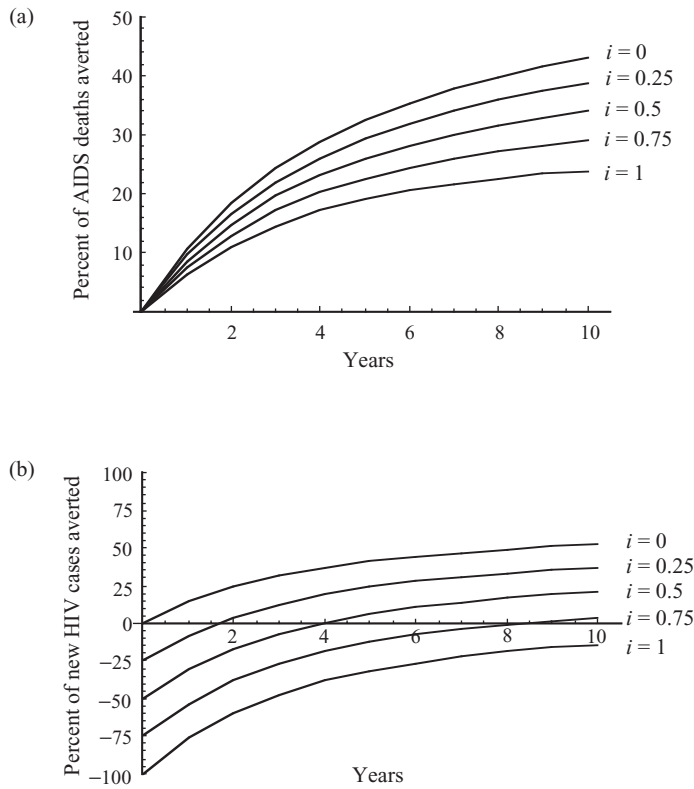 (a)
Percent of AIDS deaths averted
50
40
30
20
10
2 4 6 8 10
Years
i = 0
i = 0.25
i = 0.5
i = 0.75
i = 1
(b)
Percent of new HIV cases averted
100
75
50
25
0
−25
−50
−75
−100
2 4 6 8 10
Years
i = 0
i = 0.25
i = 0.5
i = 0.75
i = 1